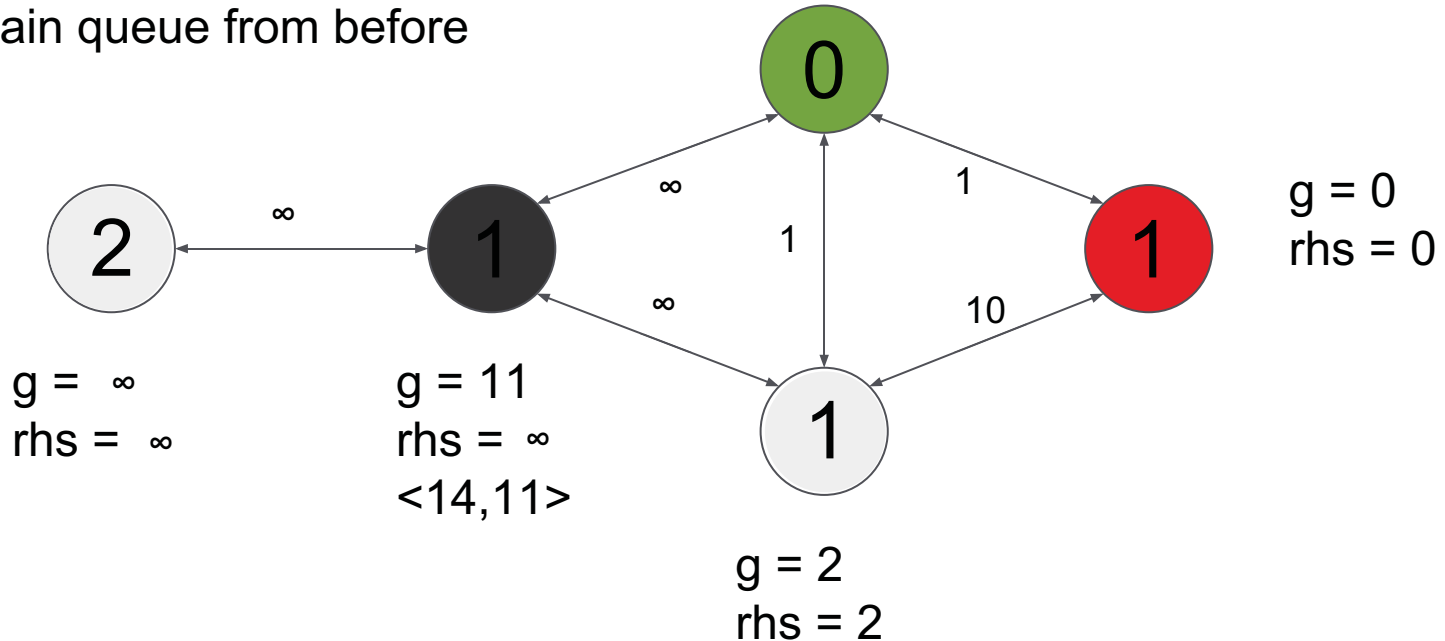 ain queue from before
0
∞
1
g = 0
rhs = 0
∞
2
1
1
1
∞
10
g = ∞
rhs = ∞
g = 11
rhs = ∞
<14,11>
1
g = 2
rhs = 2